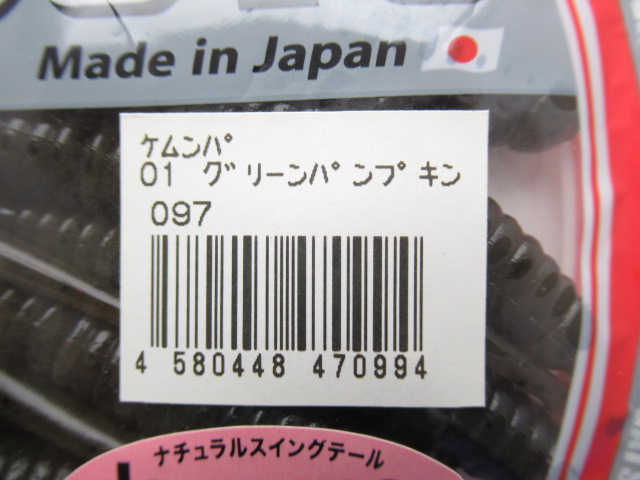 Made in Japan
ケムンパ
01 グリーンパンプキン
097
4 580448 470994
ナチュラルスイングテール